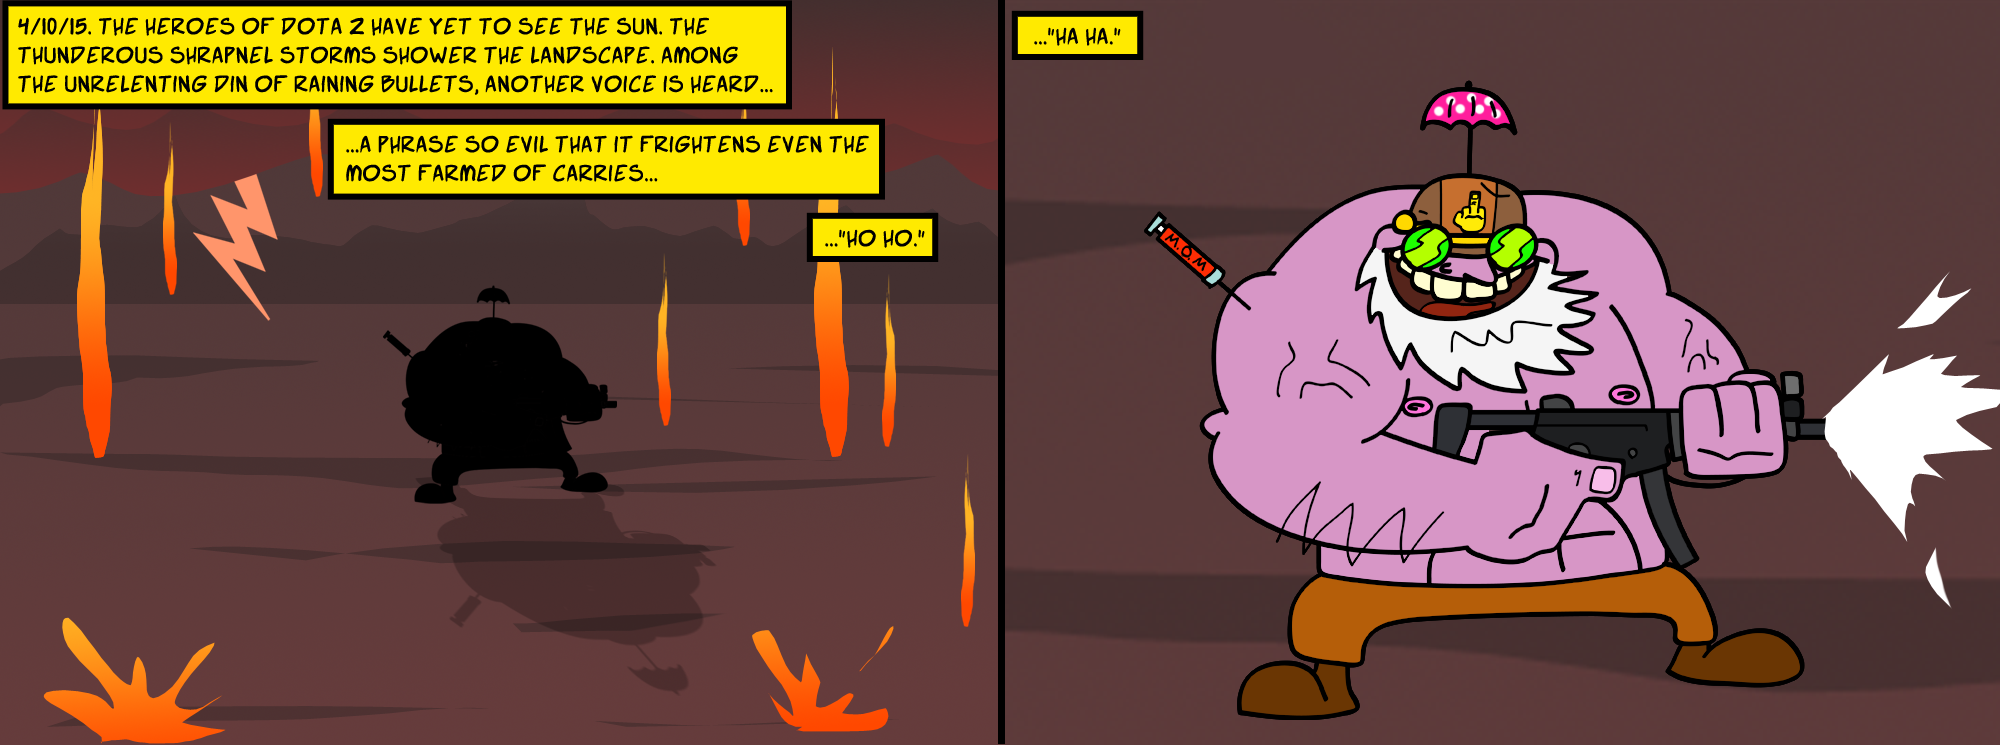 4/10/15. THE HEROES OF DOTA 2 HAVE YET TO SEE THE SUN. THE
THUNDEROUS SHRAPNEL STORMS SHOWER THE LANDSCAPE. AMONG
THE UNRELENTING DIN OF RAINING BULLETS, ANOTHER VOICE IS HEARD...
...A PHRASE SO EVIL THAT IT FRIGHTENS EVEN THE
MOST FARMED OF CARRIES...
..."HO HO."
..."HA HA."
M.O.M